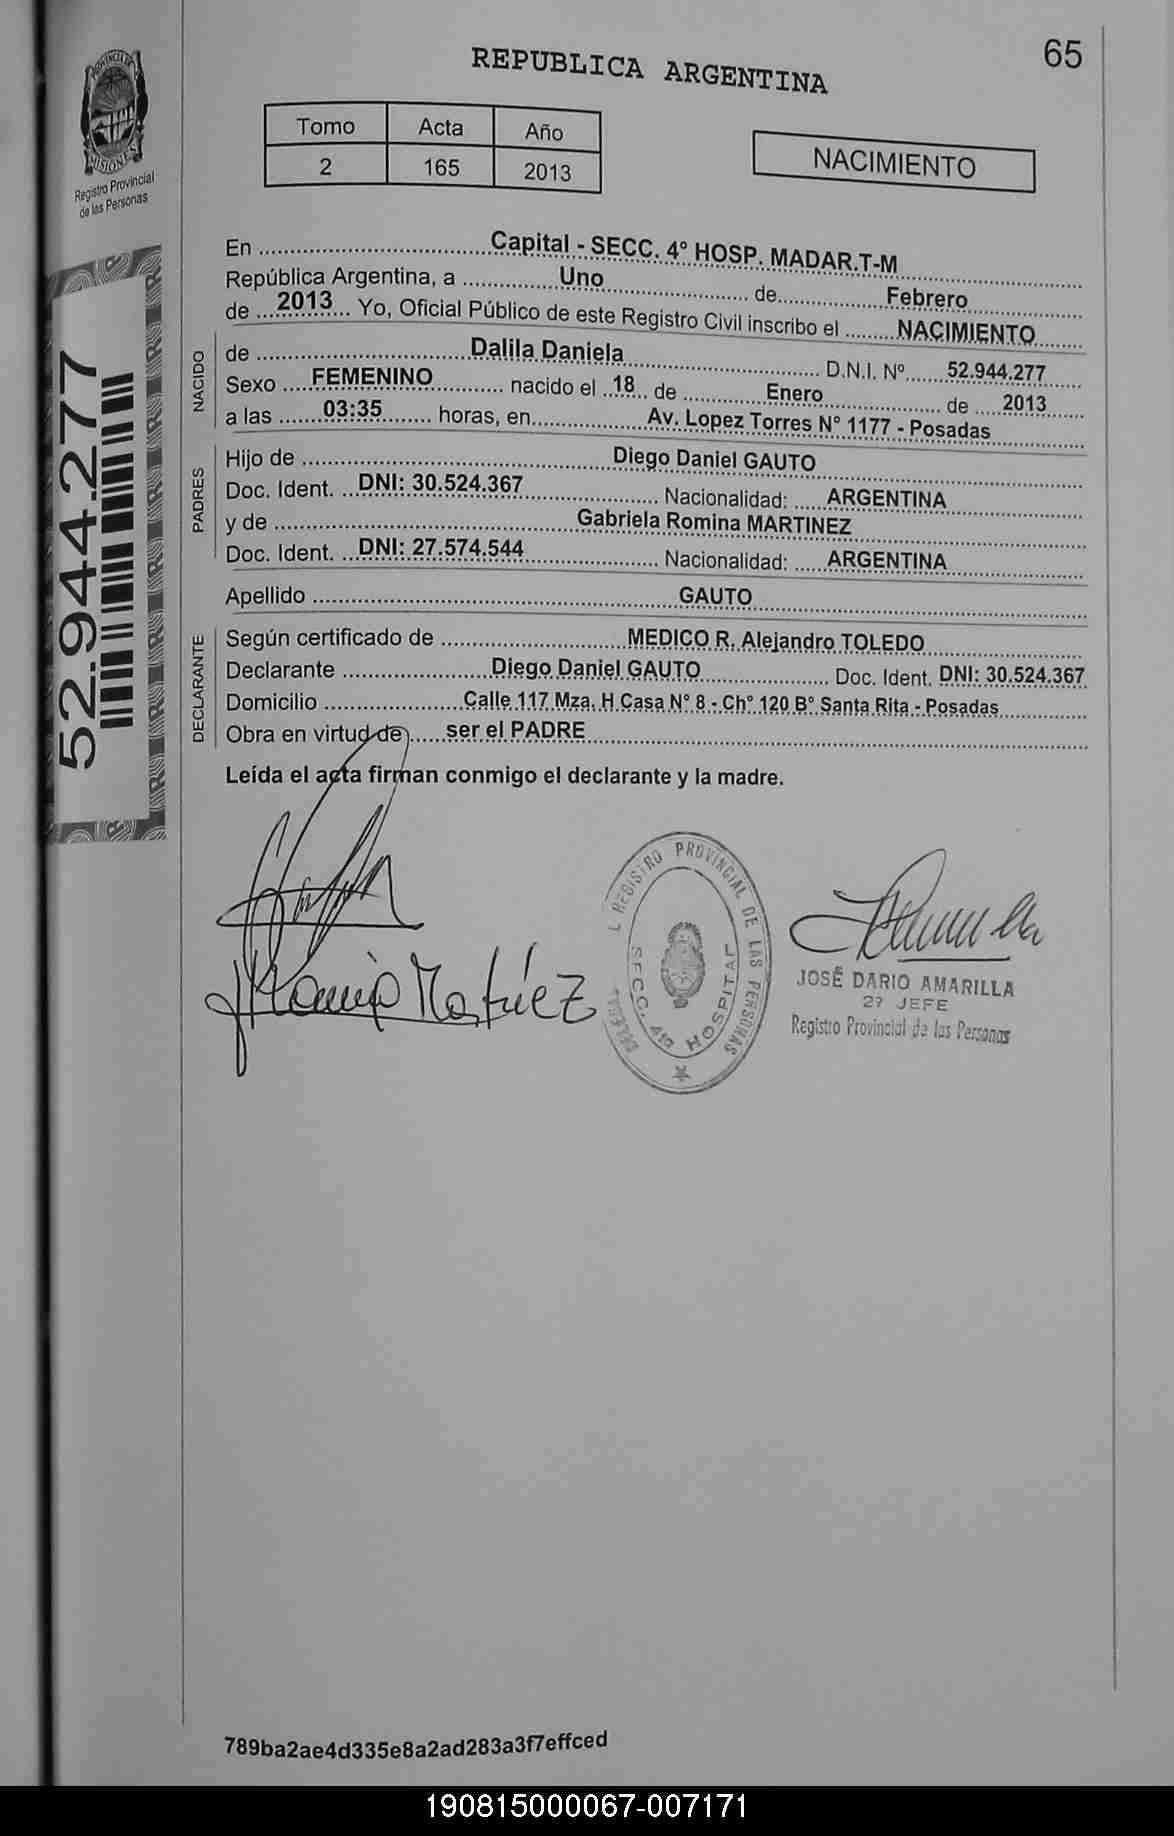 65
REPUBLICA ARGENTINA
PROVINCIA DE
MISIONES
Registro Provincial
de las Personas
Tomo Acta Año
2 165 2013
NACIMIENTO
En ........ Capital - SECC. 4° HOSP. MADAR.T-M
República Argentina, a ........ Uno ........ de ........ Febrero
de ... 2013 ... Yo, Oficial Público de este Registro Civil inscribo el ........ NACIMIENTO
NACIDO
de ........ Dalila Daniela ........ D.N.I. Nº ...... 52.944.277
Sexo .... FEMENINO ........ nacido el .18.. de ........ Enero ........ de .... 2013
a las ...... 03:35 ...... horas, en ........ Av. Lopez Torres N° 1177 - Posadas
PADRES
Hijo de ........ Diego Daniel GAUTO
Doc. Ident. ... DNI: 30.524.367 ........ Nacionalidad: ..... ARGENTINA
y de ........ Gabriela Romina MARTINEZ
Doc. Ident. ... DNI: 27.574.544 ........ Nacionalidad: ..... ARGENTINA
Apellido ........ GAUTO
DECLARANTE
Según certificado de ........ MEDICO R. Alejandro TOLEDO
Declarante ........ Diego Daniel GAUTO ........ Doc. Ident. DNI: 30.524.367
Domicilio ........ Calle 117 Mza. H Casa N° 8 - Ch° 120 B° Santa Rita - Posadas
Obra en virtud de ..... ser el PADRE
Leída el acta firman conmigo el declarante y la madre.
52.944.277
Martínez
REGISTRO PROVINCIAL DE LAS PERSONAS
SECC. 4ta HOSPITAL
JOSÉ DARIO AMARILLA
2º JEFE
Registro Provincial de las Personas
789ba2ae4d335e8a2ad283a3f7effced
190815000067-007171